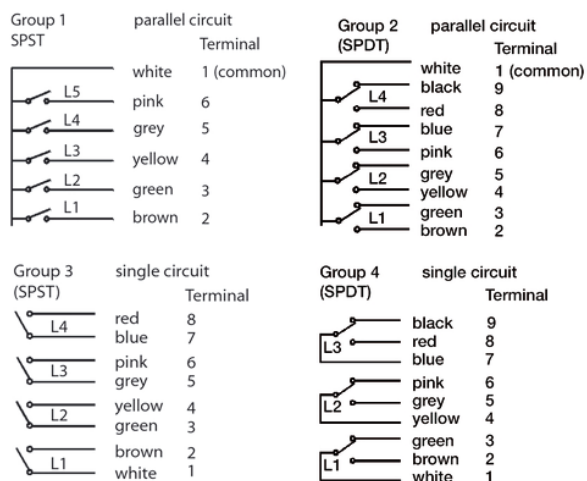 Group 1 parallel circuit
SPST Terminal
white 1 (common)
L5 pink 6
L4 grey 5
L3 yellow 4
L2 green 3
L1 brown 2
Group 2 parallel circuit
(SPDT) Terminal
white 1 (common)
black 9
L4
red 8
blue 7
L3
pink 6
grey 5
L2
yellow 4
green 3
L1
brown 2
Group 3 single circuit
(SPST) Terminal
red 8
L4
blue 7
pink 6
L3
grey 5
yellow 4
L2
green 3
brown 2
L1
white 1
Group 4 single circuit
(SPDT) Terminal
black 9
L3 red 8
blue 7
pink 6
L2 grey 5
yellow 4
green 3
L1 brown 2
white 1